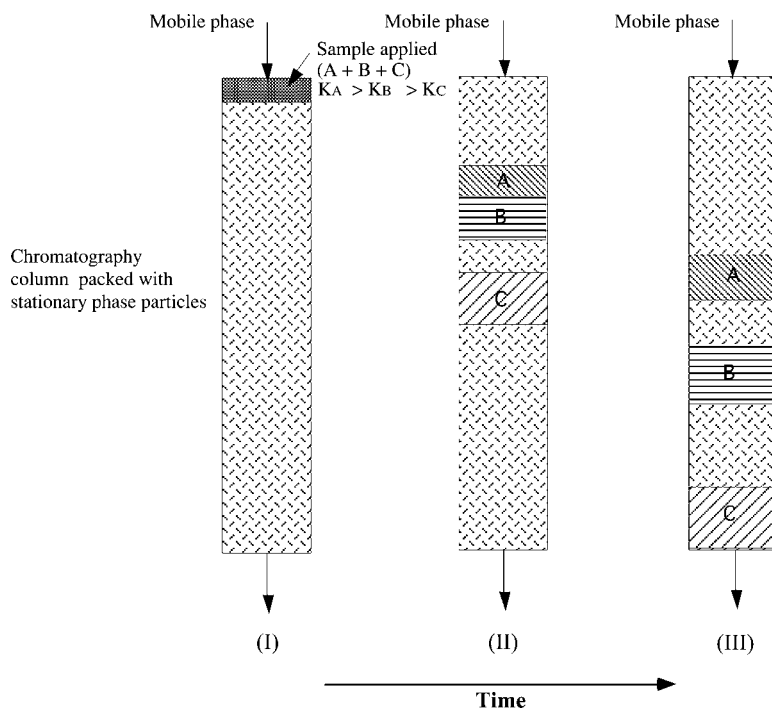 Mobile phase
Mobile phase
Mobile phase
Sample applied
(A + B + C)
KA > KB > KC
Chromatography
column packed with
stationary phase particles
A
B
C
A
B
C
(I)
(II)
(III)
Time